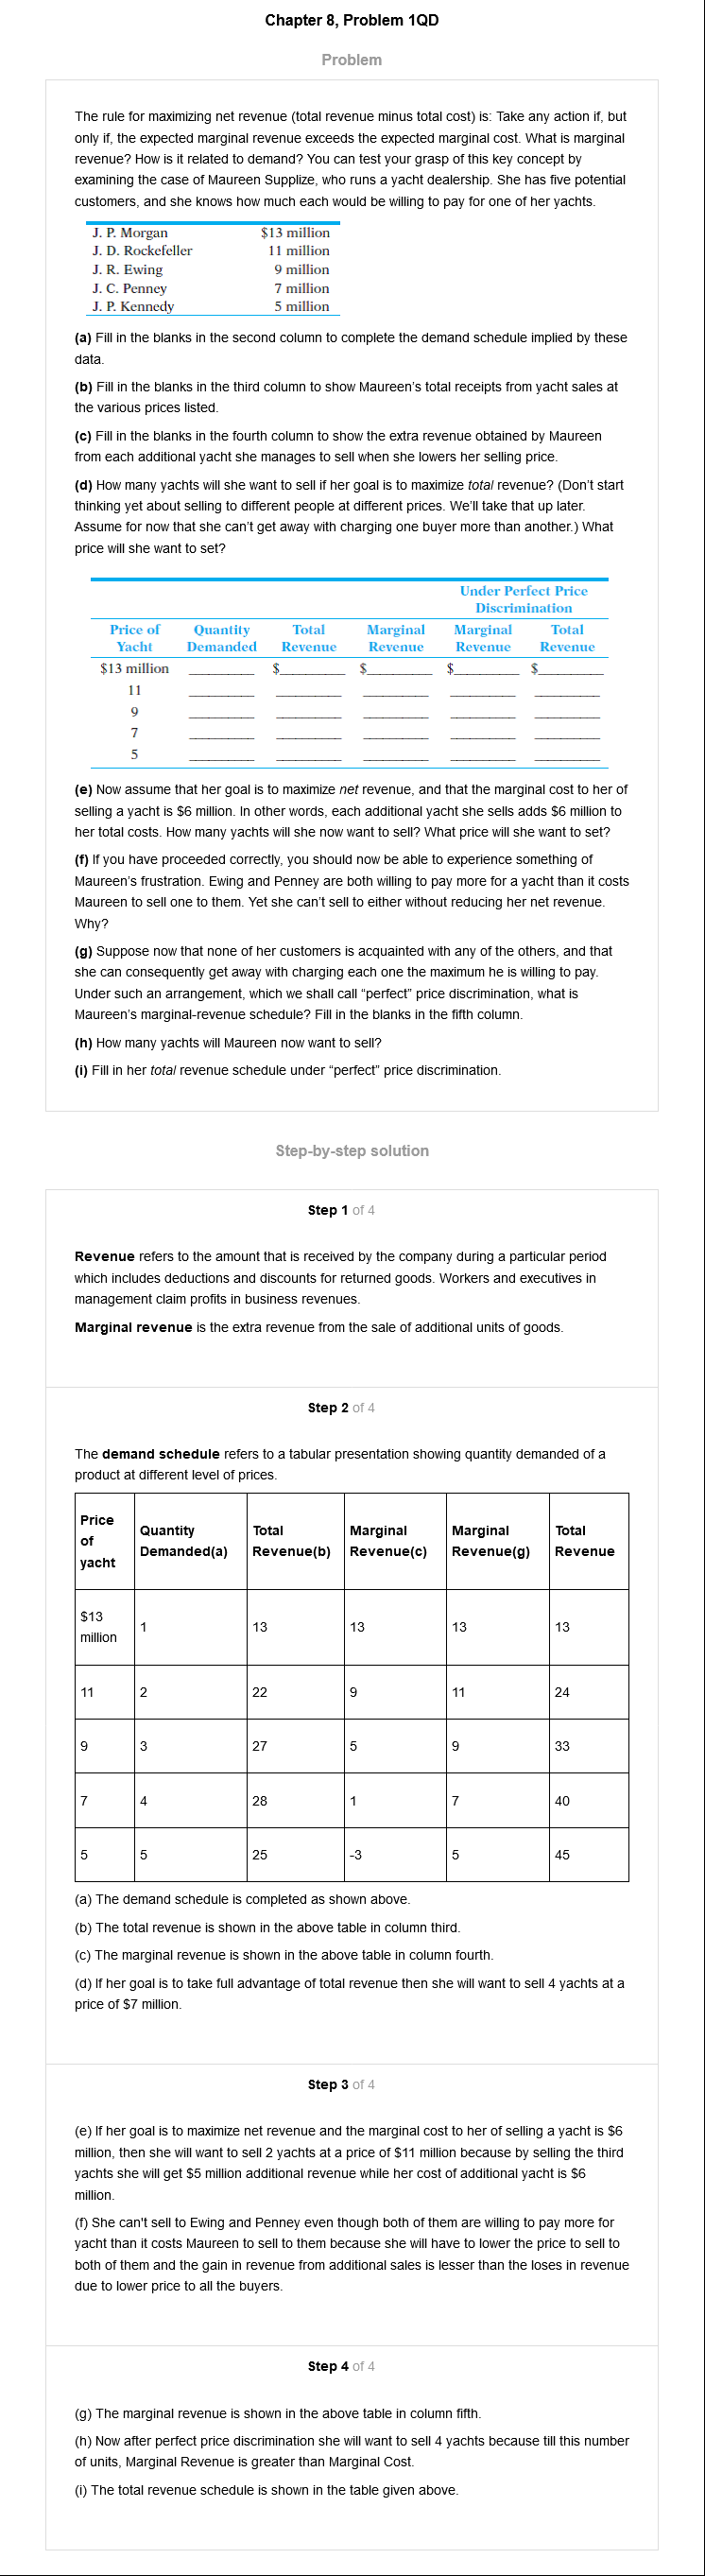 Chapter 8, Problem 1QD
Problem
The rule for maximizing net revenue (total revenue minus total cost) is: Take any action if, but
only if, the expected marginal revenue exceeds the expected marginal cost. What is marginal
revenue? How is it related to demand? You can test your grasp of this key concept by
examining the case of Maureen Supplize, who runs a yacht dealership. She has five potential
customers, and she knows how much each would be willing to pay for one of her yachts.
J. P. Morgan $13 million
J. D. Rockefeller 11 million
J. R. Ewing 9 million
J. C. Penney 7 million
J. P. Kennedy 5 million
(a) Fill in the blanks in the second column to complete the demand schedule implied by these
data.
(b) Fill in the blanks in the third column to show Maureen's total receipts from yacht sales at
the various prices listed.
(c) Fill in the blanks in the fourth column to show the extra revenue obtained by Maureen
from each additional yacht she manages to sell when she lowers her selling price.
(d) How many yachts will she want to sell if her goal is to maximize total revenue? (Don't start
thinking yet about selling to different people at different prices. We'll take that up later.
Assume for now that she can't get away with charging one buyer more than another.) What
price will she want to set?
Under Perfect Price
Discrimination
Price of Quantity Total Marginal Marginal Total
Yacht Demanded Revenue Revenue Revenue Revenue
$13 million ________ $________ $________ $________ $________
11 ________ ________ ________ ________ ________
9 ________ ________ ________ ________ ________
7 ________ ________ ________ ________ ________
5 ________ ________ ________ ________ ________
(e) Now assume that her goal is to maximize net revenue, and that the marginal cost to her of
selling a yacht is $6 million. In other words, each additional yacht she sells adds $6 million to
her total costs. How many yachts will she now want to sell? What price will she want to set?
(f) If you have proceeded correctly, you should now be able to experience something of
Maureen's frustration. Ewing and Penney are both willing to pay more for a yacht than it costs
Maureen to sell one to them. Yet she can't sell to either without reducing her net revenue.
Why?
(g) Suppose now that none of her customers is acquainted with any of the others, and that
she can consequently get away with charging each one the maximum he is willing to pay.
Under such an arrangement, which we shall call "perfect" price discrimination, what is
Maureen's marginal-revenue schedule? Fill in the blanks in the fifth column.
(h) How many yachts will Maureen now want to sell?
(i) Fill in her total revenue schedule under "perfect" price discrimination.
Step-by-step solution
Step 1 of 4
Revenue refers to the amount that is received by the company during a particular period
which includes deductions and discounts for returned goods. Workers and executives in
management claim profits in business revenues.
Marginal revenue is the extra revenue from the sale of additional units of goods.
Step 2 of 4
The demand schedule refers to a tabular presentation showing quantity demanded of a
product at different level of prices.
Price
of
yacht
Quantity
Demanded(a)
Total
Revenue(b)
Marginal
Revenue(c)
Marginal
Revenue(g)
Total
Revenue
$13
million
1 13 13 13 13
11 2 22 9 11 24
9 3 27 5 9 33
7 4 28 1 7 40
5 5 25 -3 5 45
(a) The demand schedule is completed as shown above.
(b) The total revenue is shown in the above table in column third.
(c) The marginal revenue is shown in the above table in column fourth.
(d) If her goal is to take full advantage of total revenue then she will want to sell 4 yachts at a
price of $7 million.
Step 3 of 4
(e) If her goal is to maximize net revenue and the marginal cost to her of selling a yacht is $6
million, then she will want to sell 2 yachts at a price of $11 million because by selling the third
yachts she will get $5 million additional revenue while her cost of additional yacht is $6
million.
(f) She can't sell to Ewing and Penney even though both of them are willing to pay more for
yacht than it costs Maureen to sell to them because she will have to lower the price to sell to
both of them and the gain in revenue from additional sales is lesser than the loses in revenue
due to lower price to all the buyers.
Step 4 of 4
(g) The marginal revenue is shown in the above table in column fifth.
(h) Now after perfect price discrimination she will want to sell 4 yachts because till this number
of units, Marginal Revenue is greater than Marginal Cost.
(i) The total revenue schedule is shown in the table given above.